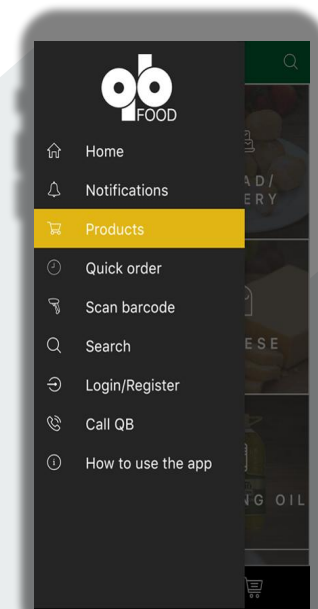 qb
FOOD
Home
Notifications
Products
Quick order
Scan barcode
Search
Login/Register
Call QB
How to use the app
AD/
ERY
ESE
NG OIL